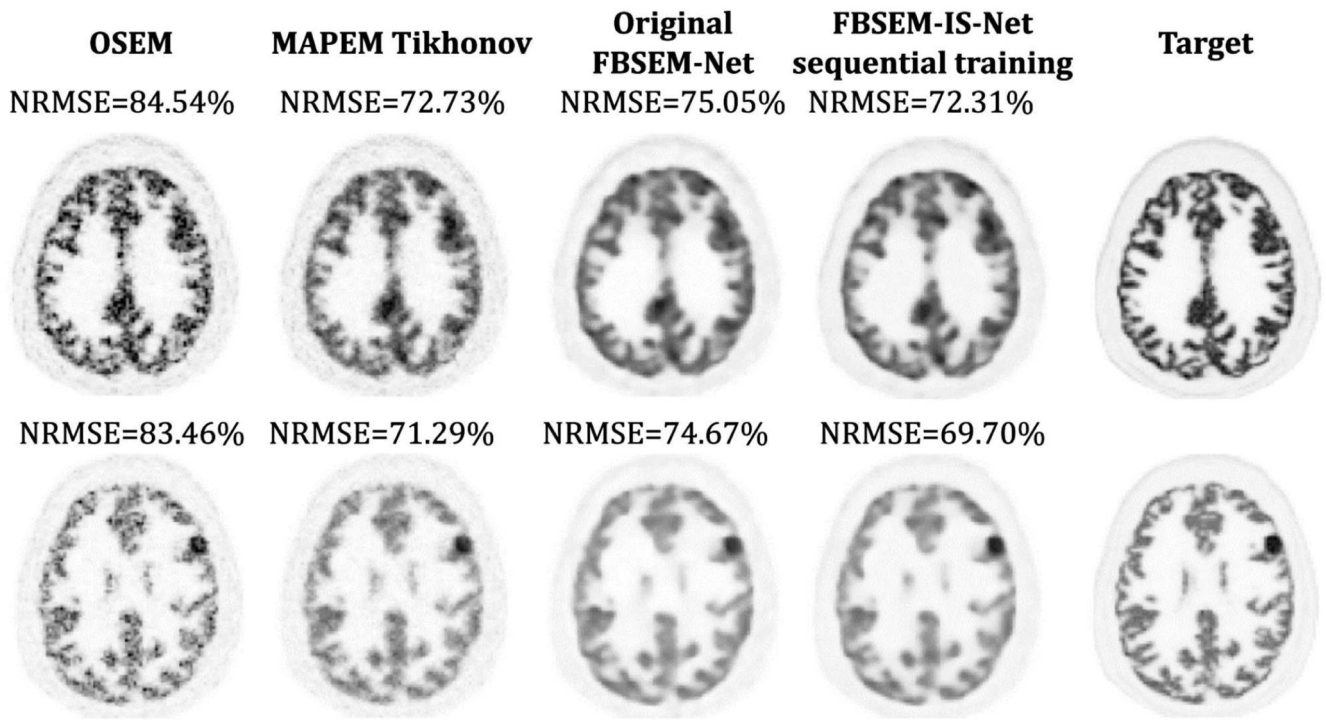 OSEM
MAPEM Tikhonov
Original
FBSEM-Net
FBSEM-IS-Net
sequential training
Target
NRMSE=84.54%
NRMSE=72.73%
NRMSE=75.05%
NRMSE=72.31%
NRMSE=83.46%
NRMSE=71.29%
NRMSE=74.67%
NRMSE=69.70%